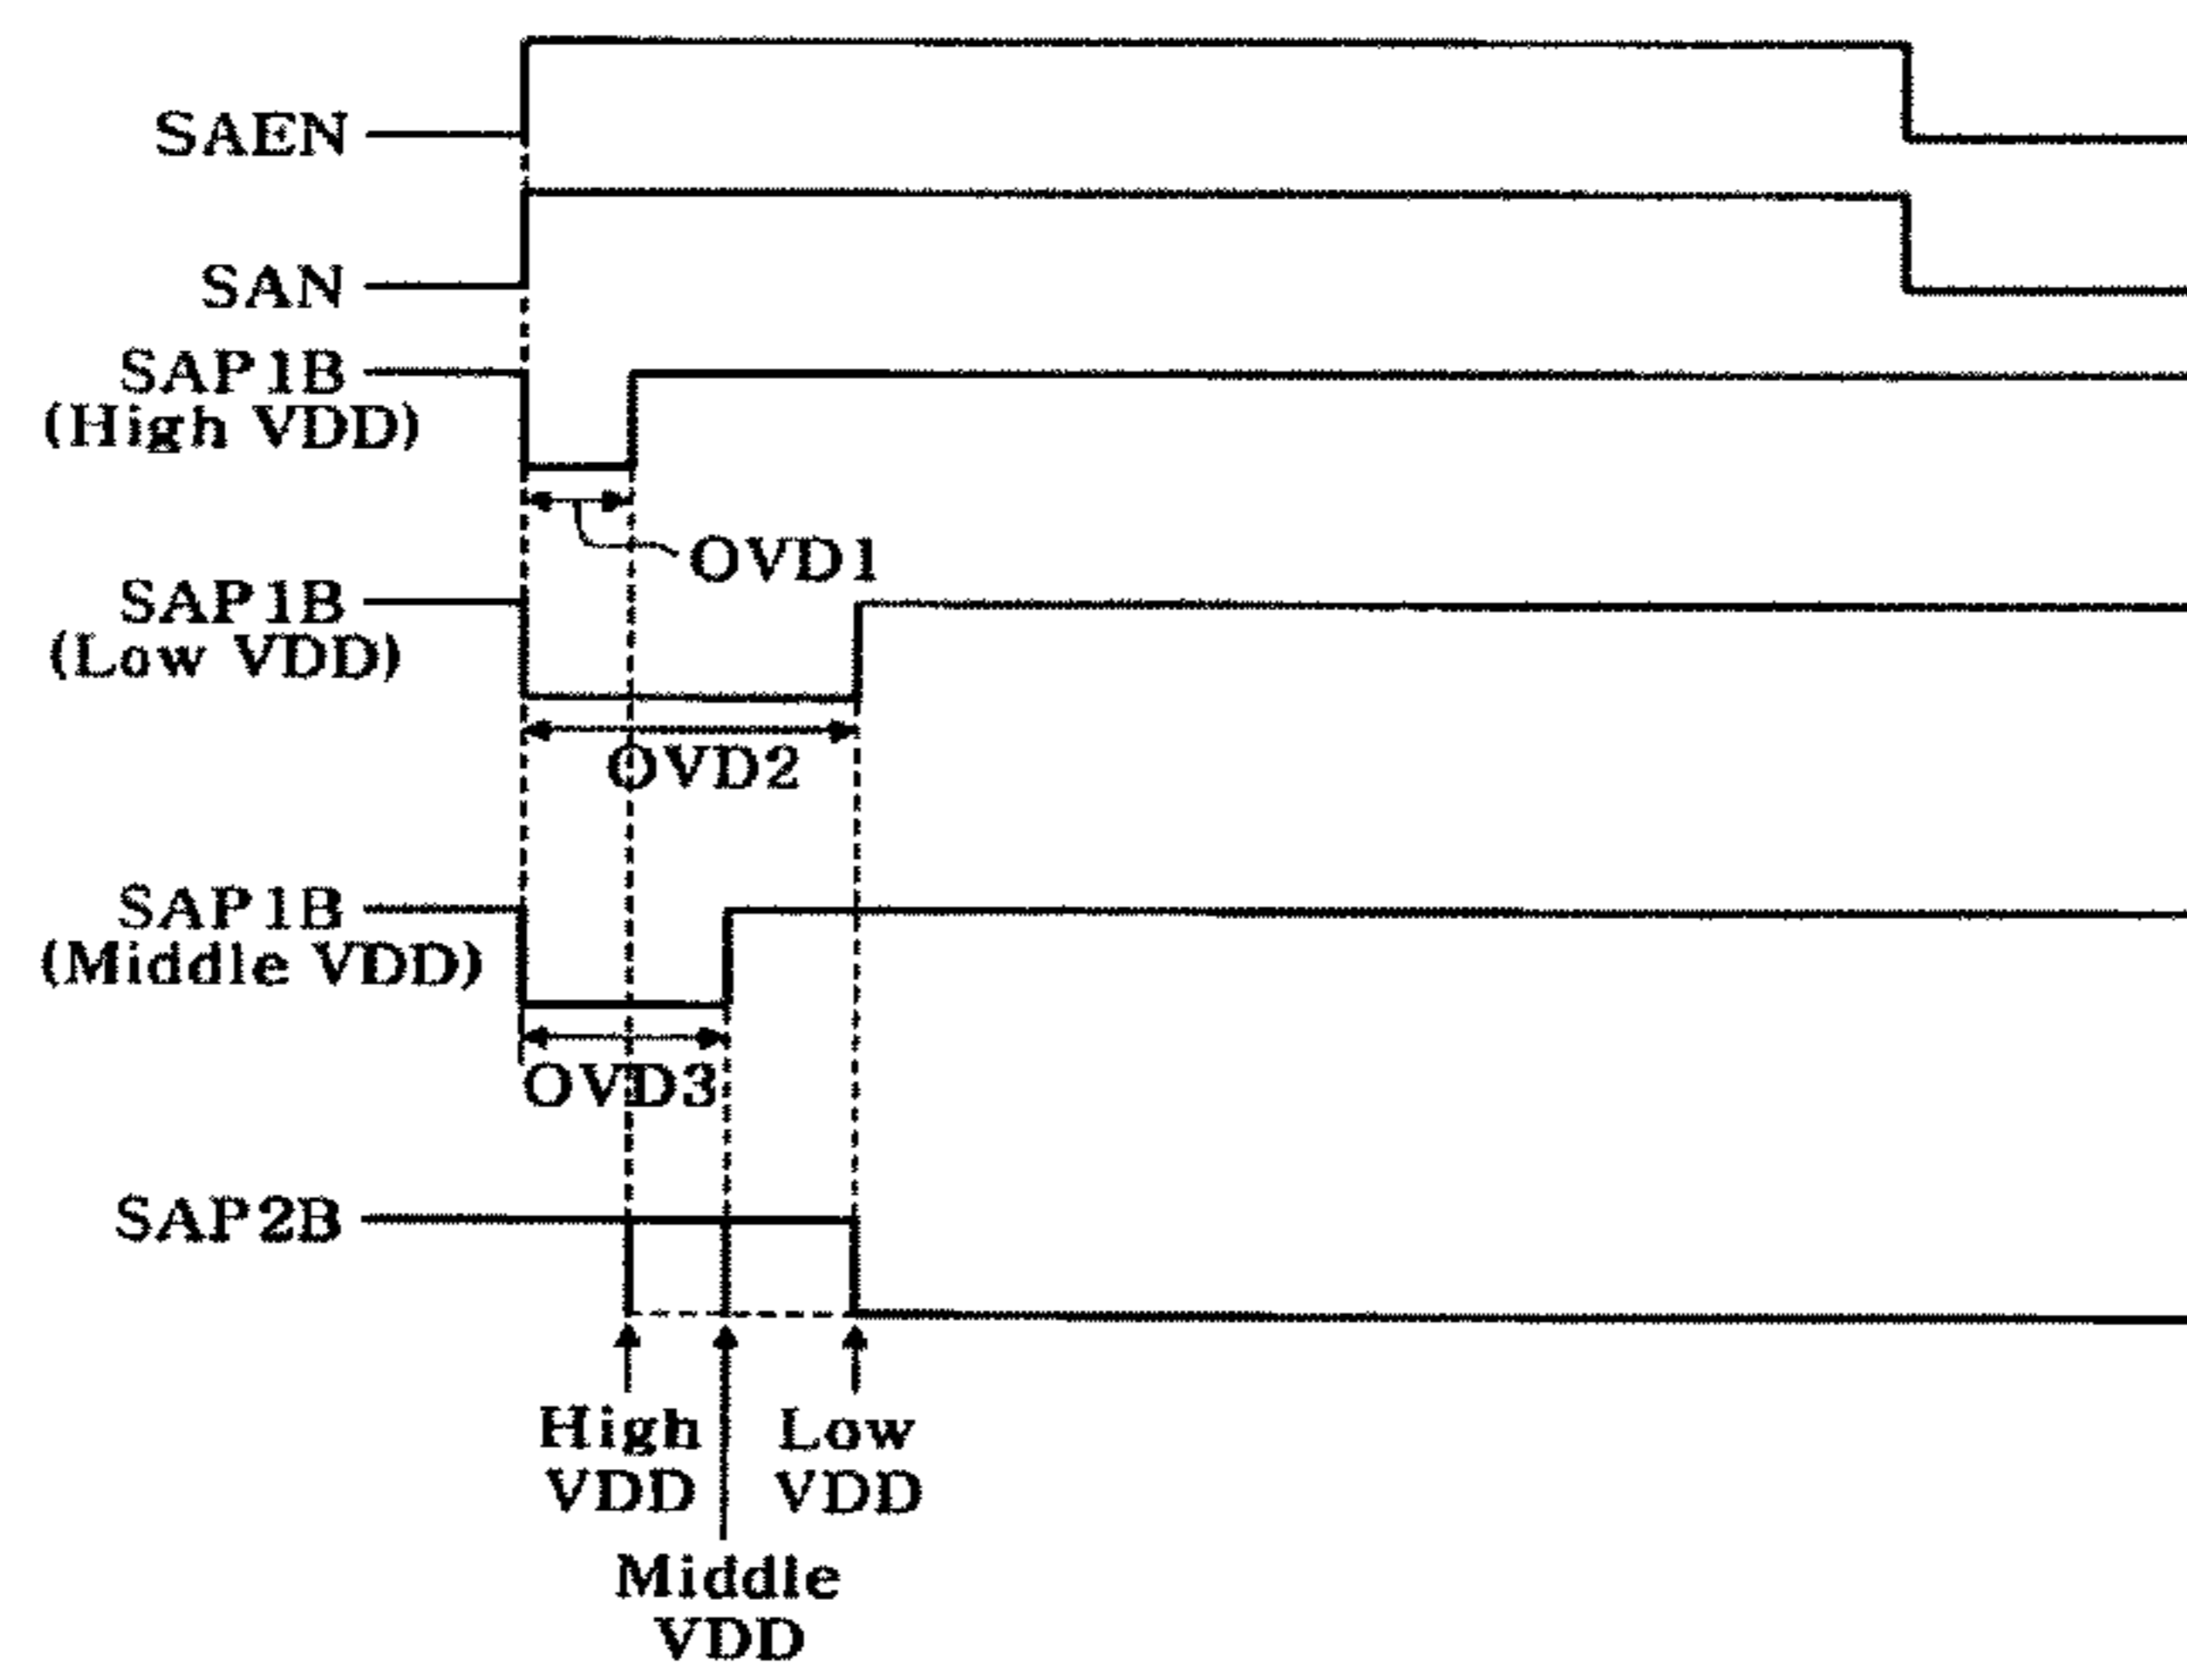 SAEN
SAN
SAP1B
(High VDD)
OVD1
SAP1B
(Low VDD)
OVD2
SAP1B
(Middle VDD)
OVD3
SAP2B
High
VDD
Low
VDD
Middle
VDD